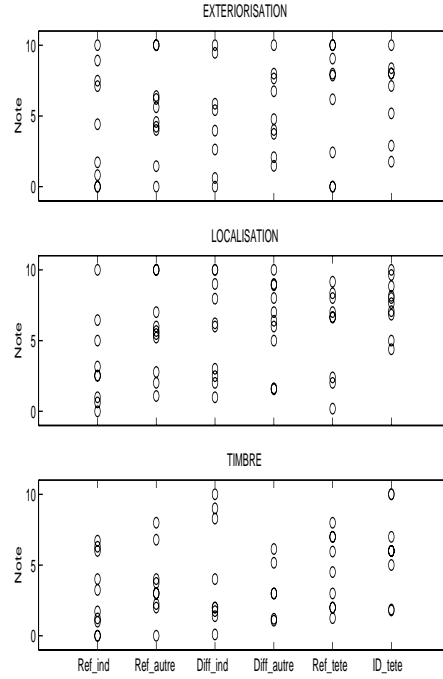 EXTERIORISATION
10
5
0
Note
LOCALISATION
10
5
0
Note
TIMBRE
10
5
0
Note
Ref_ind Ref_autre Diff_ind Diff_autre Ref_tete ID_tete